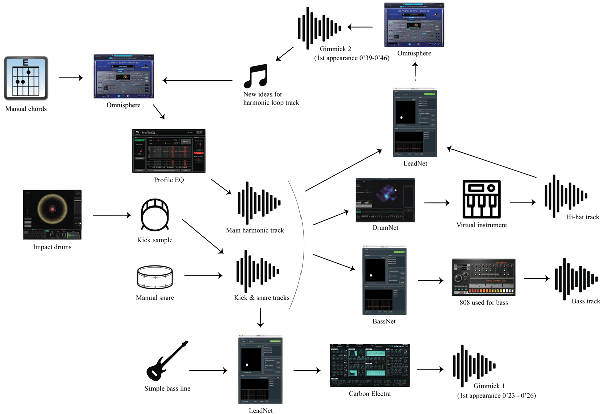 Gimmick 2
(1st appearance 0'39-0'46)
Omnisphere
E
Manual chords
Omnisphere
New ideas for
harmonic loop track
LeadNet
Profile EQ
Main harmonic track
DrumNet
Virtual instrument
Hi-hat track
Impact drums
Kick sample
Manual snare
Kick & snare tracks
BassNet
808 used for bass
Bass track
Simple bass line
LeadNet
Carbon Electra
Gimmick 1
(1st appearance 0'23 - 0'26)